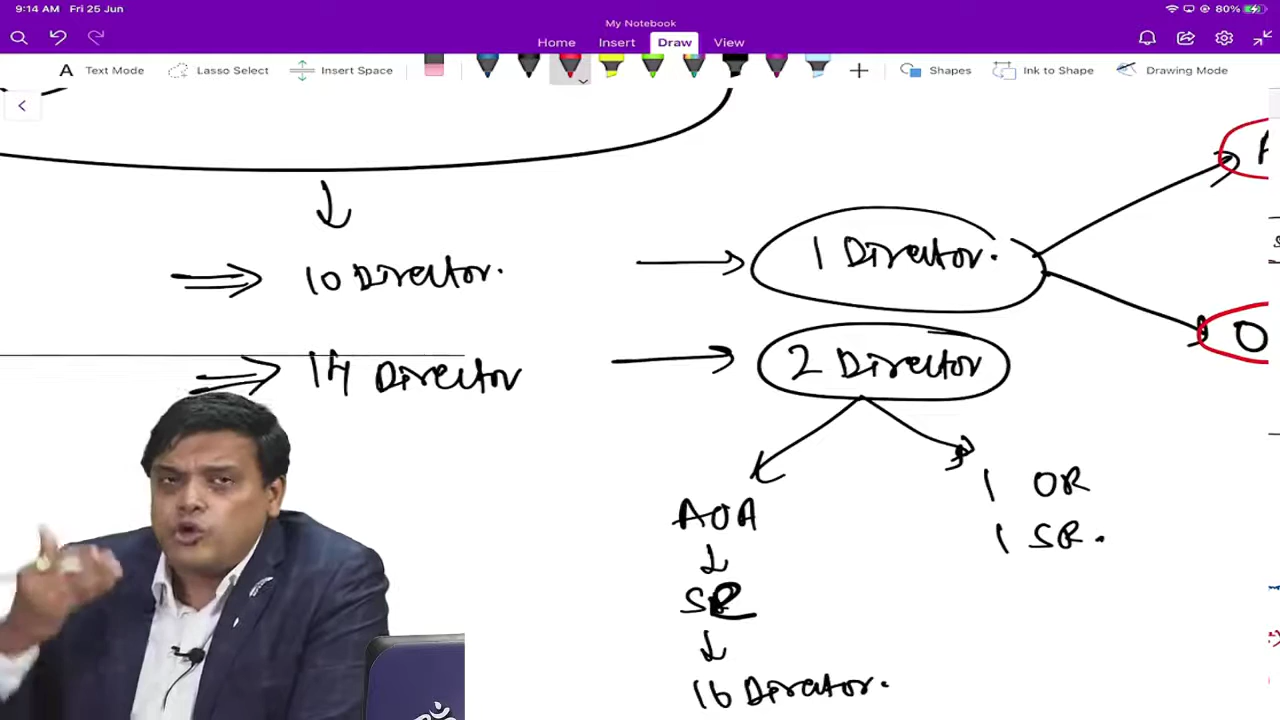 9:14 AM Fri 25 Jun
80%
My Notebook
Home Insert Draw View
A Text Mode Lasso Select Insert Space Shapes Ink to Shape Drawing Mode
10 Director. 1 Director.
14 Director 2 Director
AOA
SR
16 Director.
1 OR
1 SR.